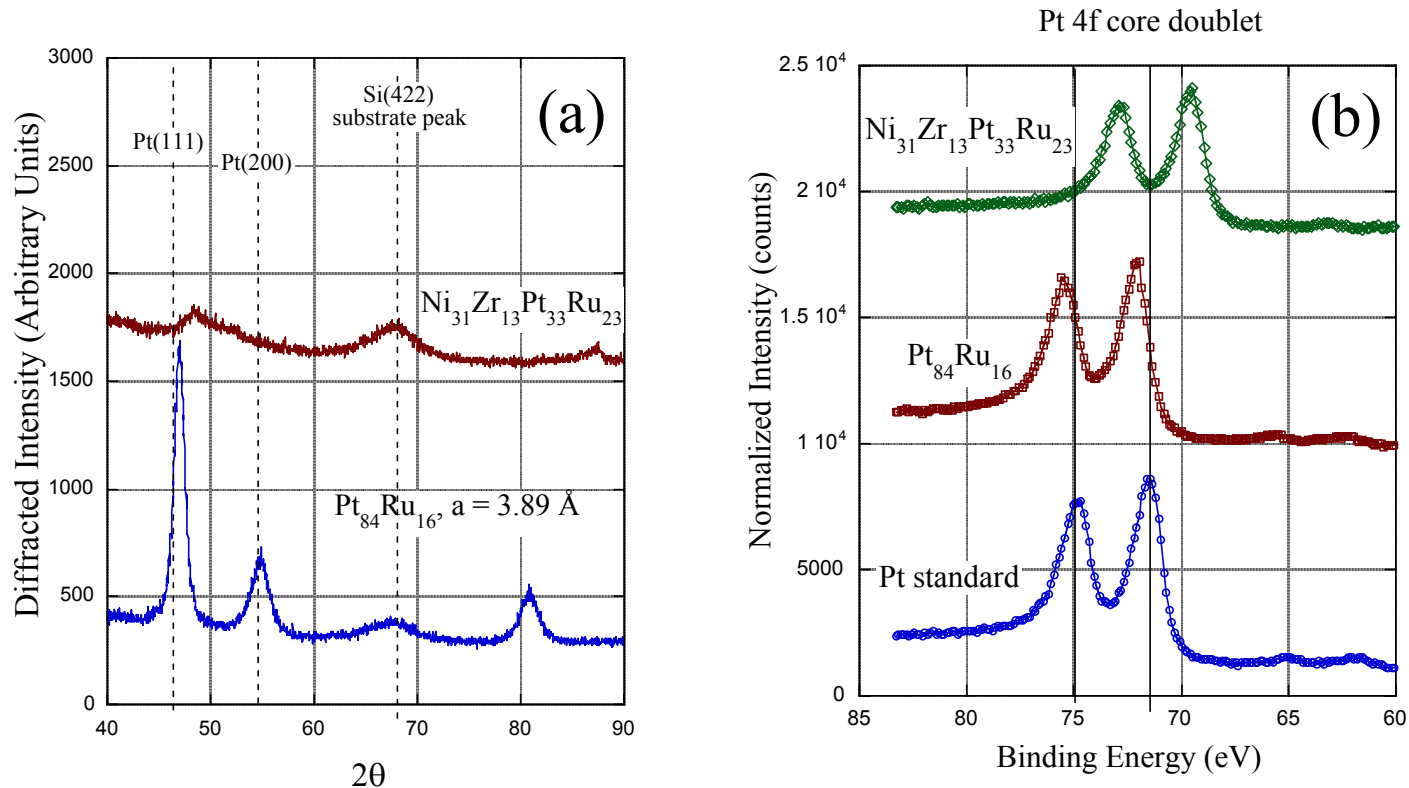 3000
2500
2000
1500
1000
500
0
Diffracted Intensity (Arbitrary Units)
Pt(111)
Pt(200)
Si(422)
substrate peak
(a)
Ni31Zr13Pt33Ru23
Pt84Ru16, a = 3.89 Å
40 50 60 70 80 90
2θ
Pt 4f core doublet
2.5 10^4
2 10^4
1.5 10^4
1 10^4
5000
0
Normalized Intensity (counts)
(b)
Ni31Zr13Pt33Ru23
Pt84Ru16
Pt standard
85 80 75 70 65 60
Binding Energy (eV)